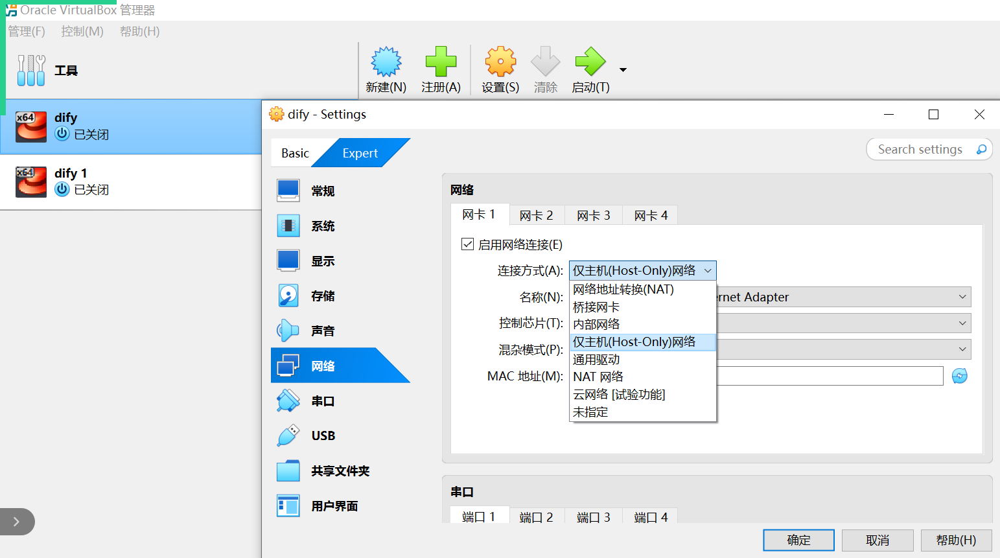 Oracle VirtualBox 管理器
管理(F) 控制(M) 帮助(H)
工具
新建(N) 注册(A) 设置(S) 清除 启动(T)
x64
dify
已关闭
x64
dify 1
已关闭
dify - Settings
Basic Expert
Search settings
常规
系统
显示
存储
声音
网络
串口
USB
共享文件夹
用户界面
网络
网卡 1 网卡 2 网卡 3 网卡 4
启用网络连接(E)
连接方式(A): 仅主机(Host-Only)网络
网络地址转换(NAT)
桥接网卡
内部网络
仅主机(Host-Only)网络
通用驱动
NAT 网络
云网络 [试验功能]
未指定
名称(N): rnet Adapter
控制芯片(T):
混杂模式(P):
MAC 地址(M):
串口
端口 1 端口 2 端口 3 端口 4
确定 取消 帮助(H)